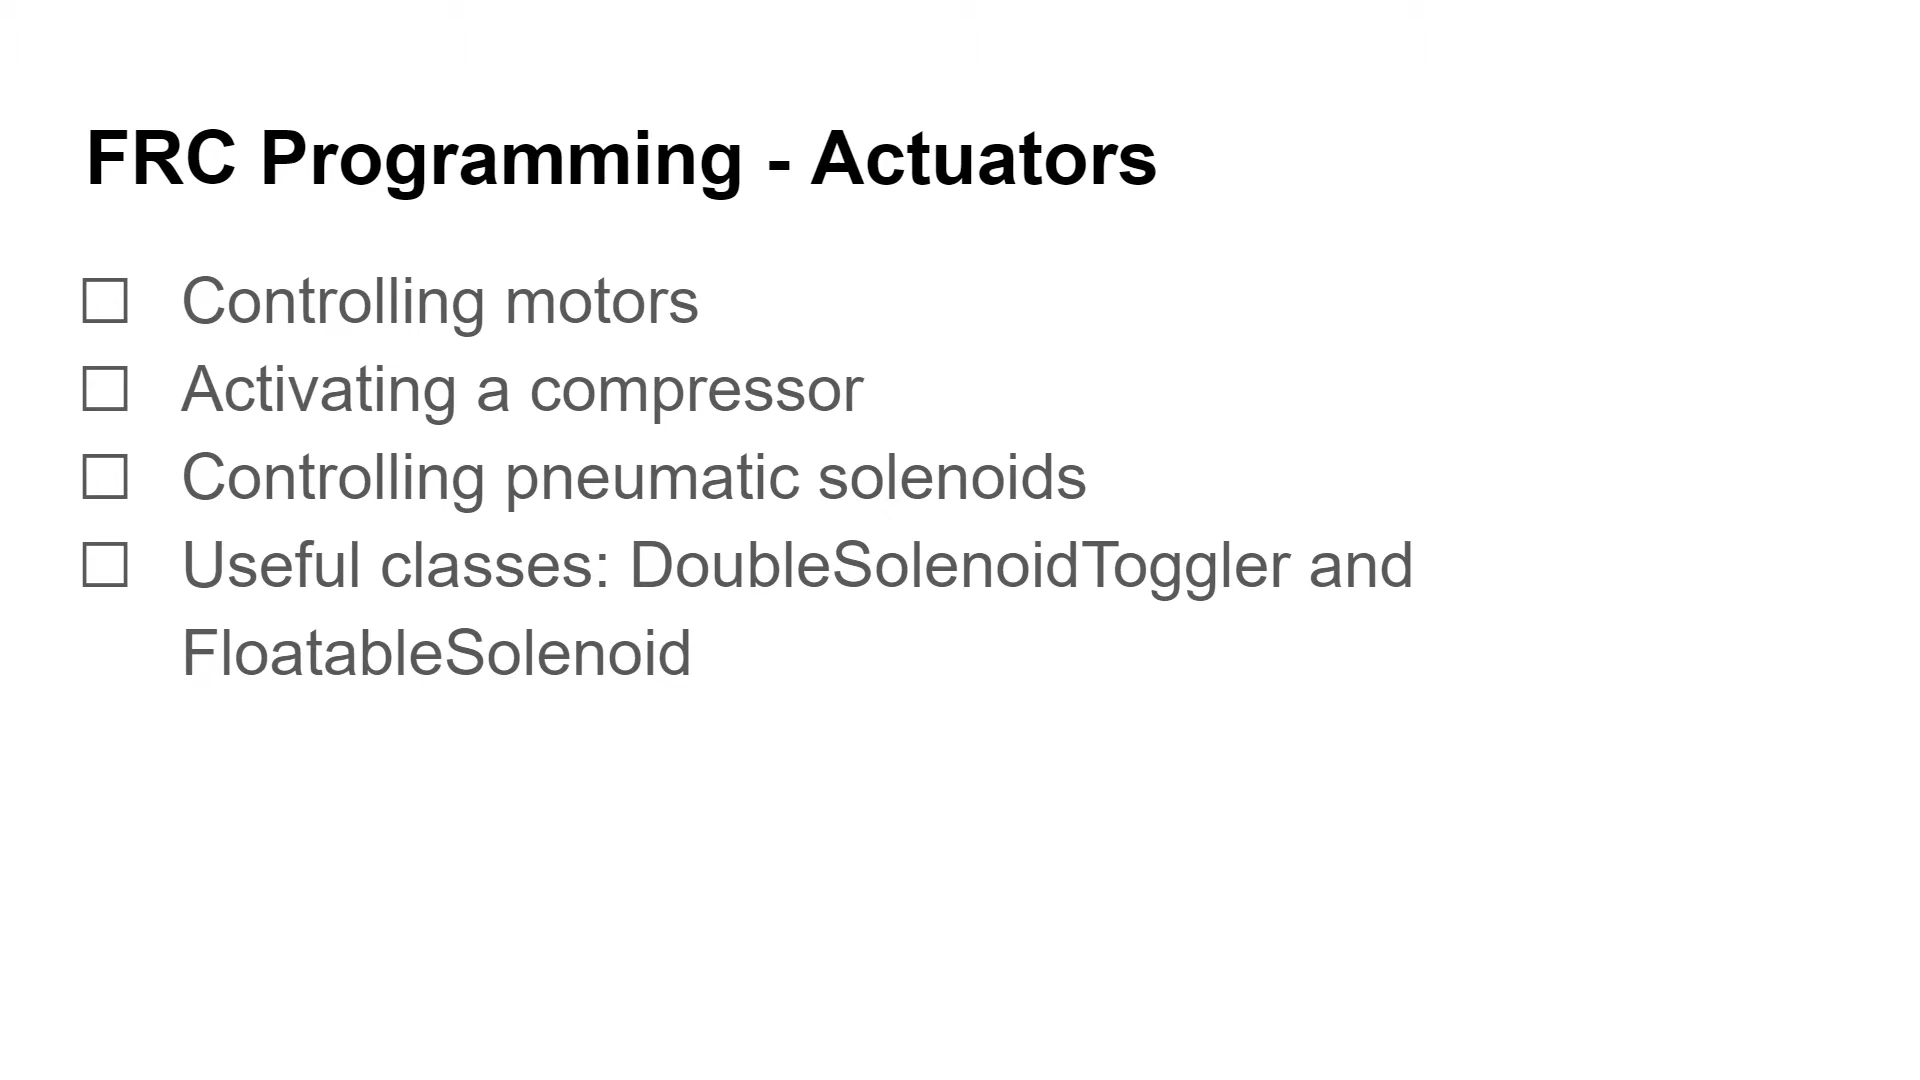 FRC Programming - Actuators
☐ Controlling motors
☐ Activating a compressor
☐ Controlling pneumatic solenoids
☐ Useful classes: DoubleSolenoidToggler and
FloatableSolenoid